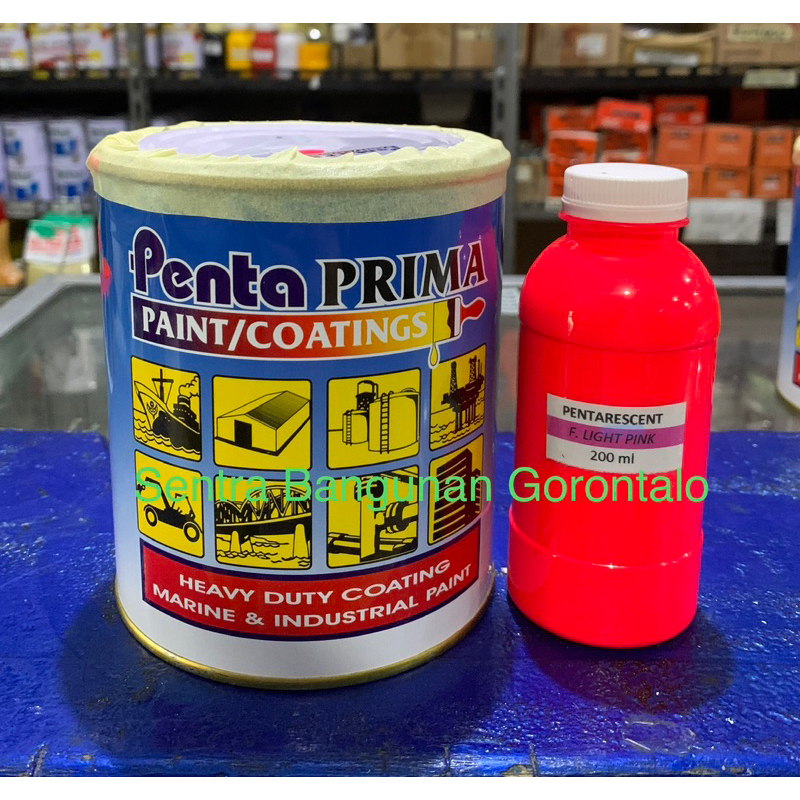 Penta PRIMA
PAINT/COATINGS
HEAVY DUTY COATING
MARINE & INDUSTRIAL PAINT
PENTARESCENT
F. LIGHT PINK
200 ml
Sentra Bangunan Gorontalo